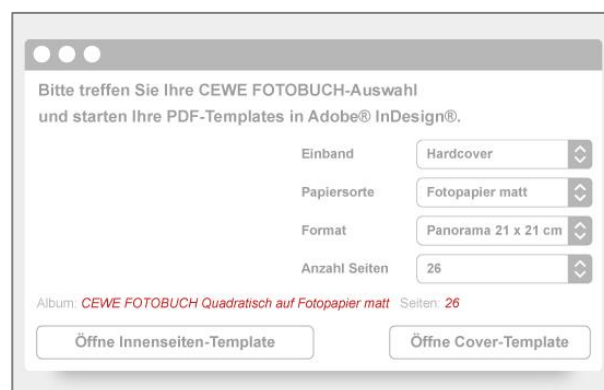 Bitte treffen Sie Ihre CEWE FOTOBUCH-Auswahl
und starten Ihre PDF-Templates in Adobe® InDesign®.
Einband Hardcover
Papiersorte Fotopapier matt
Format Panorama 21 x 21 cm
Anzahl Seiten 26
Album: CEWE FOTOBUCH Quadratisch auf Fotopapier matt Seiten: 26
Öffne Innenseiten-Template Öffne Cover-Template